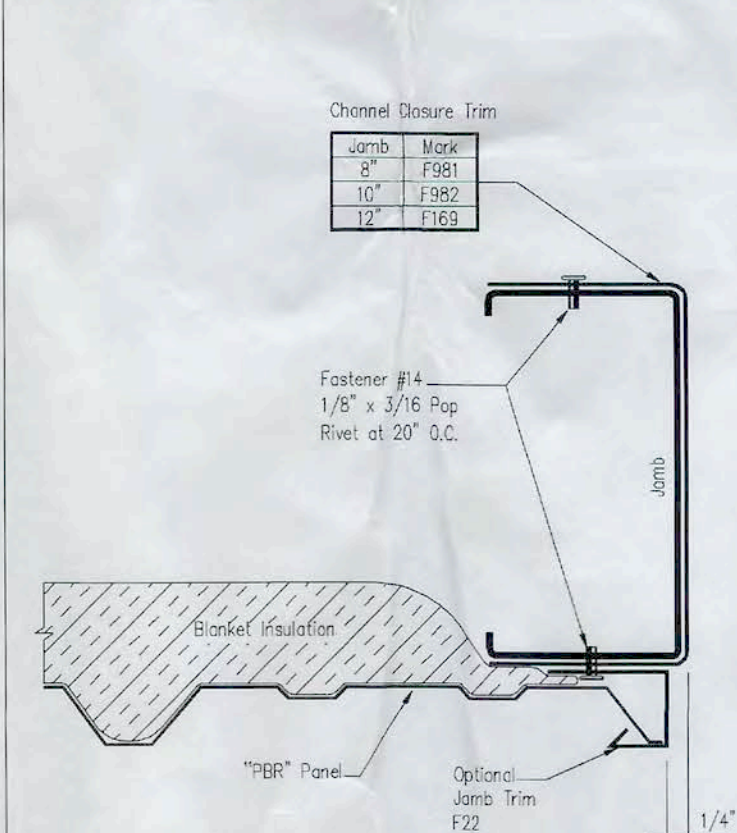 Channel Closure Trim
Jamb Mark
8" F981
10" F982
12" F169
Fastener #14
1/8" x 3/16 Pop
Rivet at 20" O.C.
Jamb
Blanket Insulation
"PBR" Panel
Optional
Jamb Trim
F22
1/4"